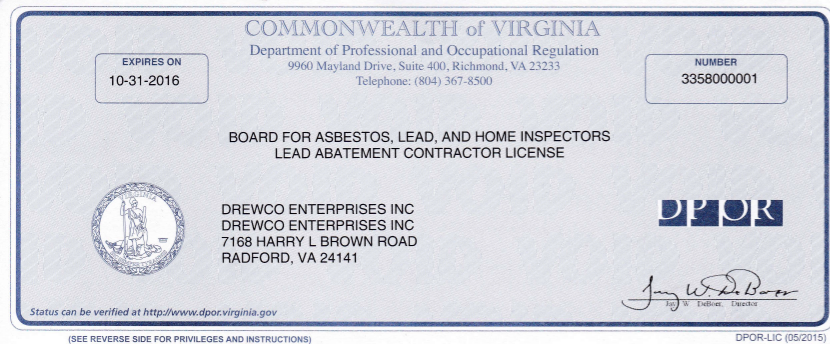 COMMONWEALTH of VIRGINIA
Department of Professional and Occupational Regulation
9960 Mayland Drive, Suite 400, Richmond, VA 23233
Telephone: (804) 367-8500
EXPIRES ON
10-31-2016
NUMBER
3358000001
BOARD FOR ASBESTOS, LEAD, AND HOME INSPECTORS
LEAD ABATEMENT CONTRACTOR LICENSE
VIRGINIA
DREWCO ENTERPRISES INC
DREWCO ENTERPRISES INC
7168 HARRY L BROWN ROAD
RADFORD, VA 24141
DPOR
Jay W. DeBoer
Jay W DeBoer, Director
Status can be verified at http://www.dpor.virginia.gov
(SEE REVERSE SIDE FOR PRIVILEGES AND INSTRUCTIONS)
DPOR-LIC (05/2015)